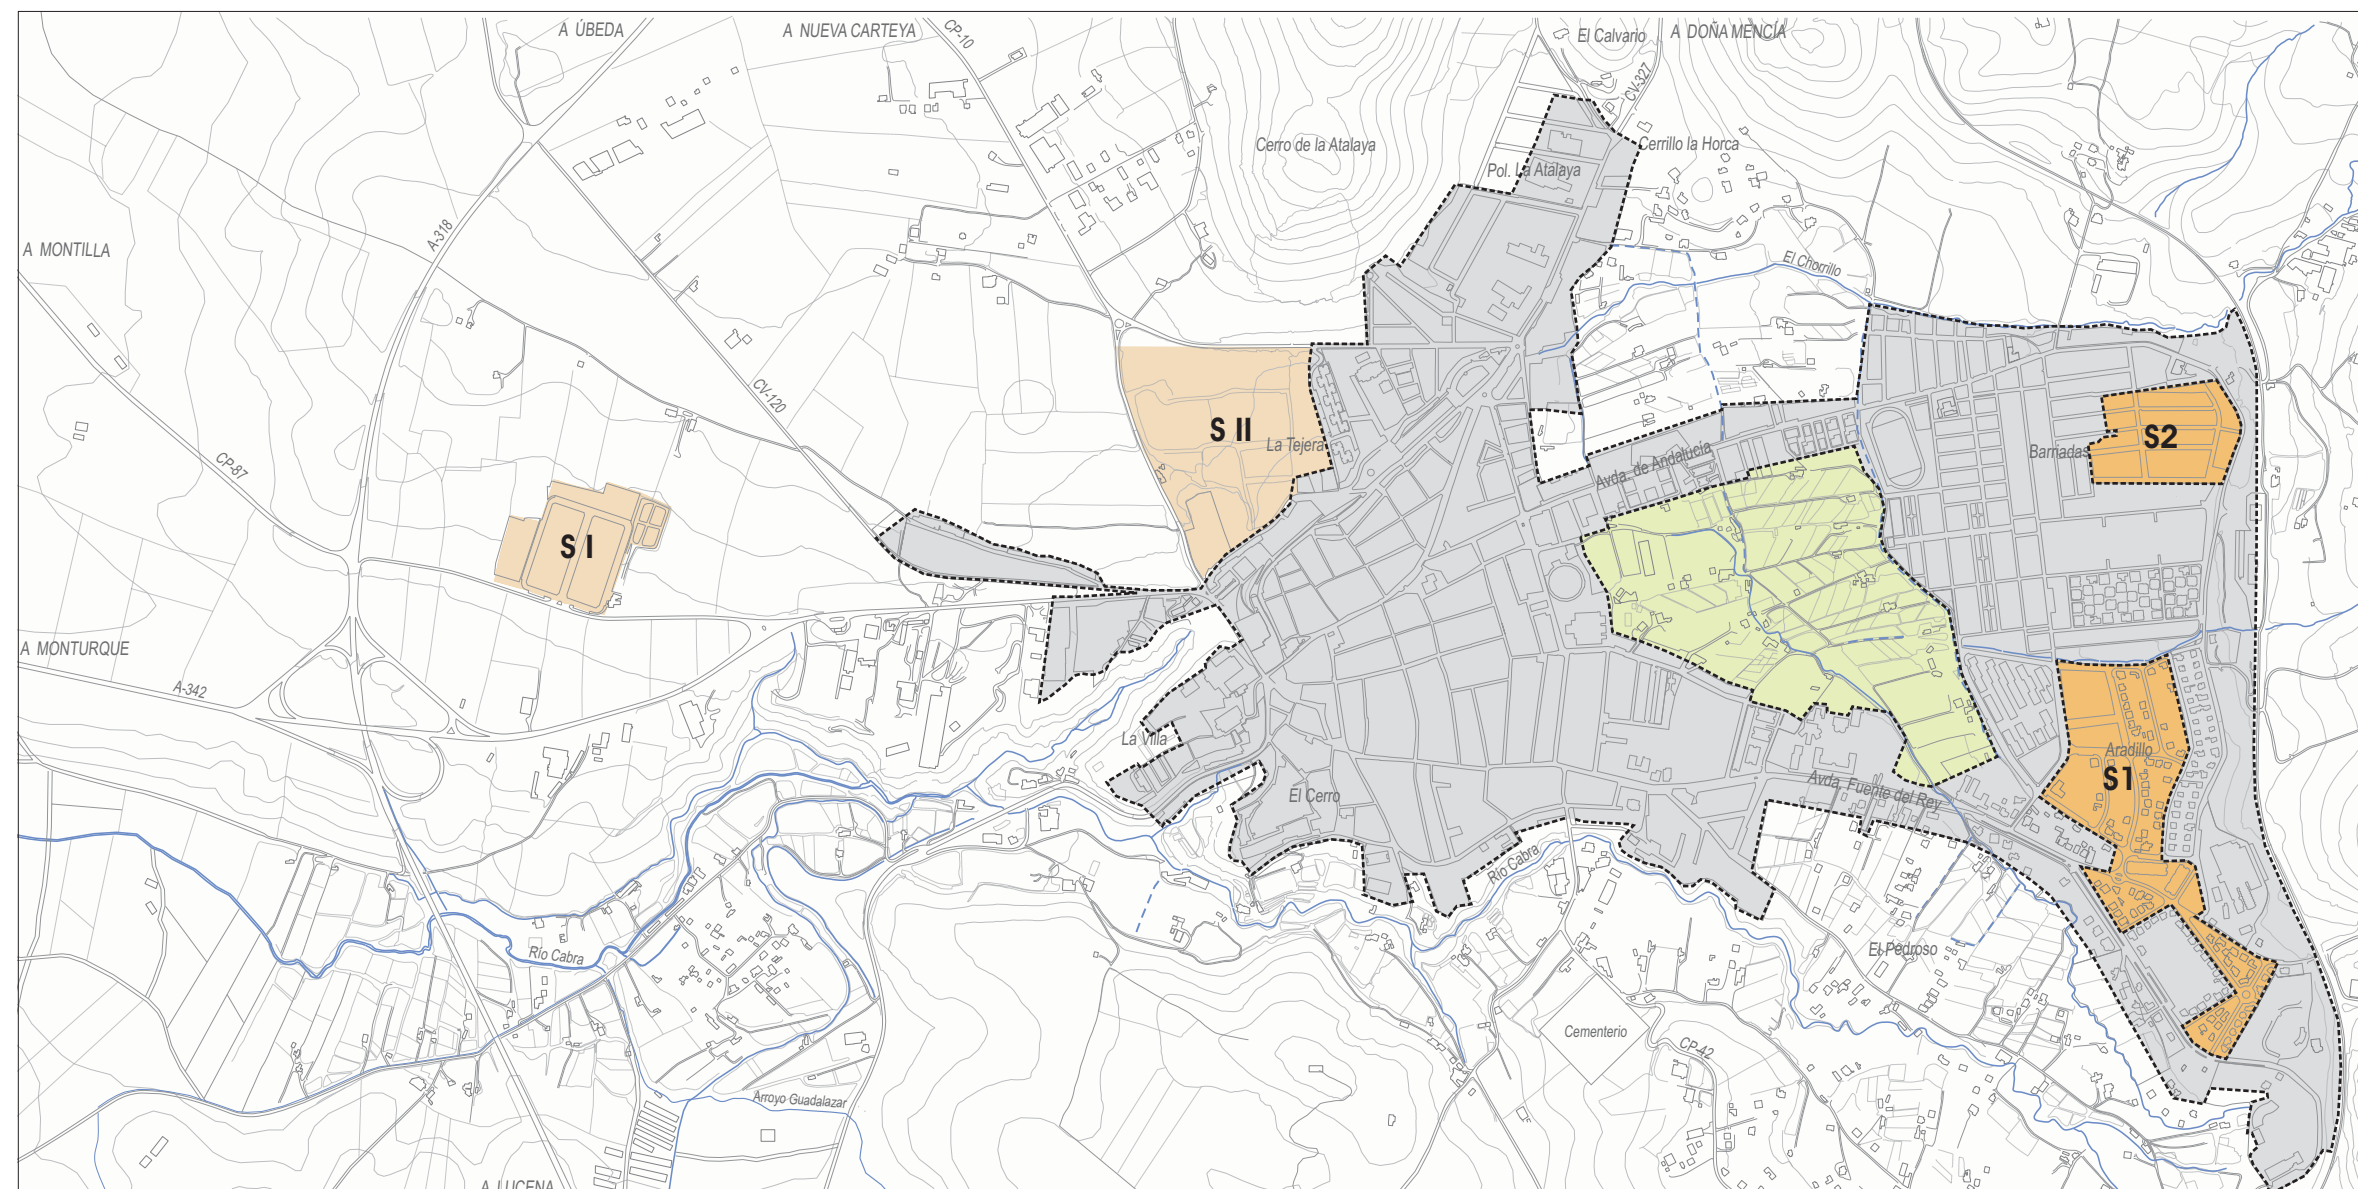 A ÚBEDA
A NUEVA CARTEYA
CP-10
El Calvario
A DOÑA MENCÍA
CV-327
Cerro de la Atalaya
Cerrillo la Horca
Pol. La Atalaya
A-318
A MONTILLA
El Chorrillo
CV-120
S II
La Tejera
Avda. de Andalucía
S2
Barriadas
CP-87
S I
A MONTURQUE
A-342
La Villa
Aradillo
S1
El Cerro
Avda. Fuente del Rey
Río Cabra
Río Cabra
El Pedroso
Cementerio
CP-42
Arroyo Guadalazar
A LUCENA